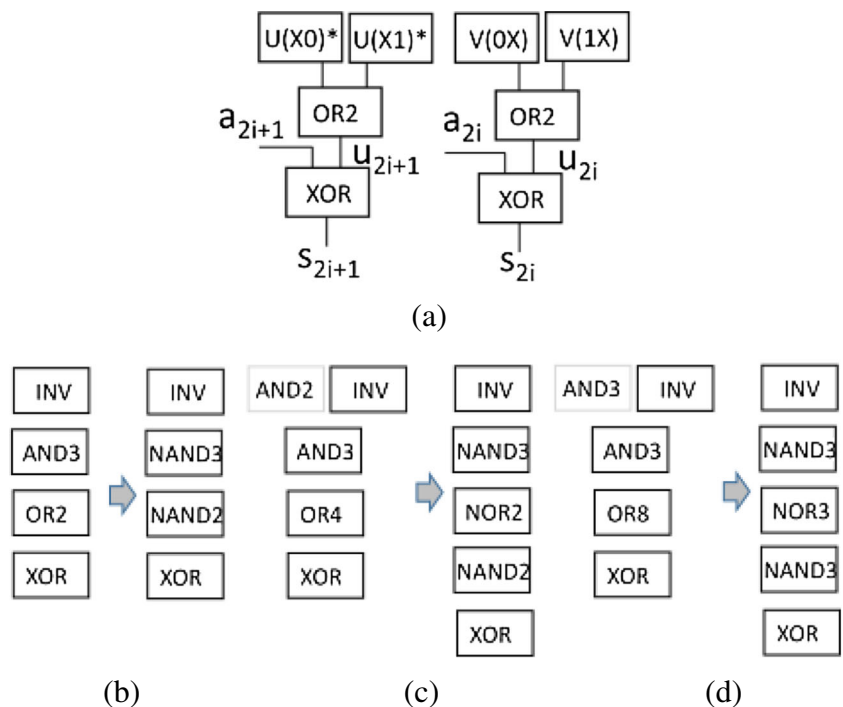 U(X0)* U(X1)* V(0X) V(1X)
OR2 OR2
a2i+1 a2i
u2i+1 u2i
XOR XOR
s2i+1 s2i
(a)
INV INV AND2 INV INV AND3 INV INV
AND3 NAND3 AND3 NAND3 AND3 NAND3
OR2 NAND2 OR4 NOR2 OR8 NOR3
XOR XOR XOR NAND2 XOR NAND3
XOR XOR
(b) (c) (d)